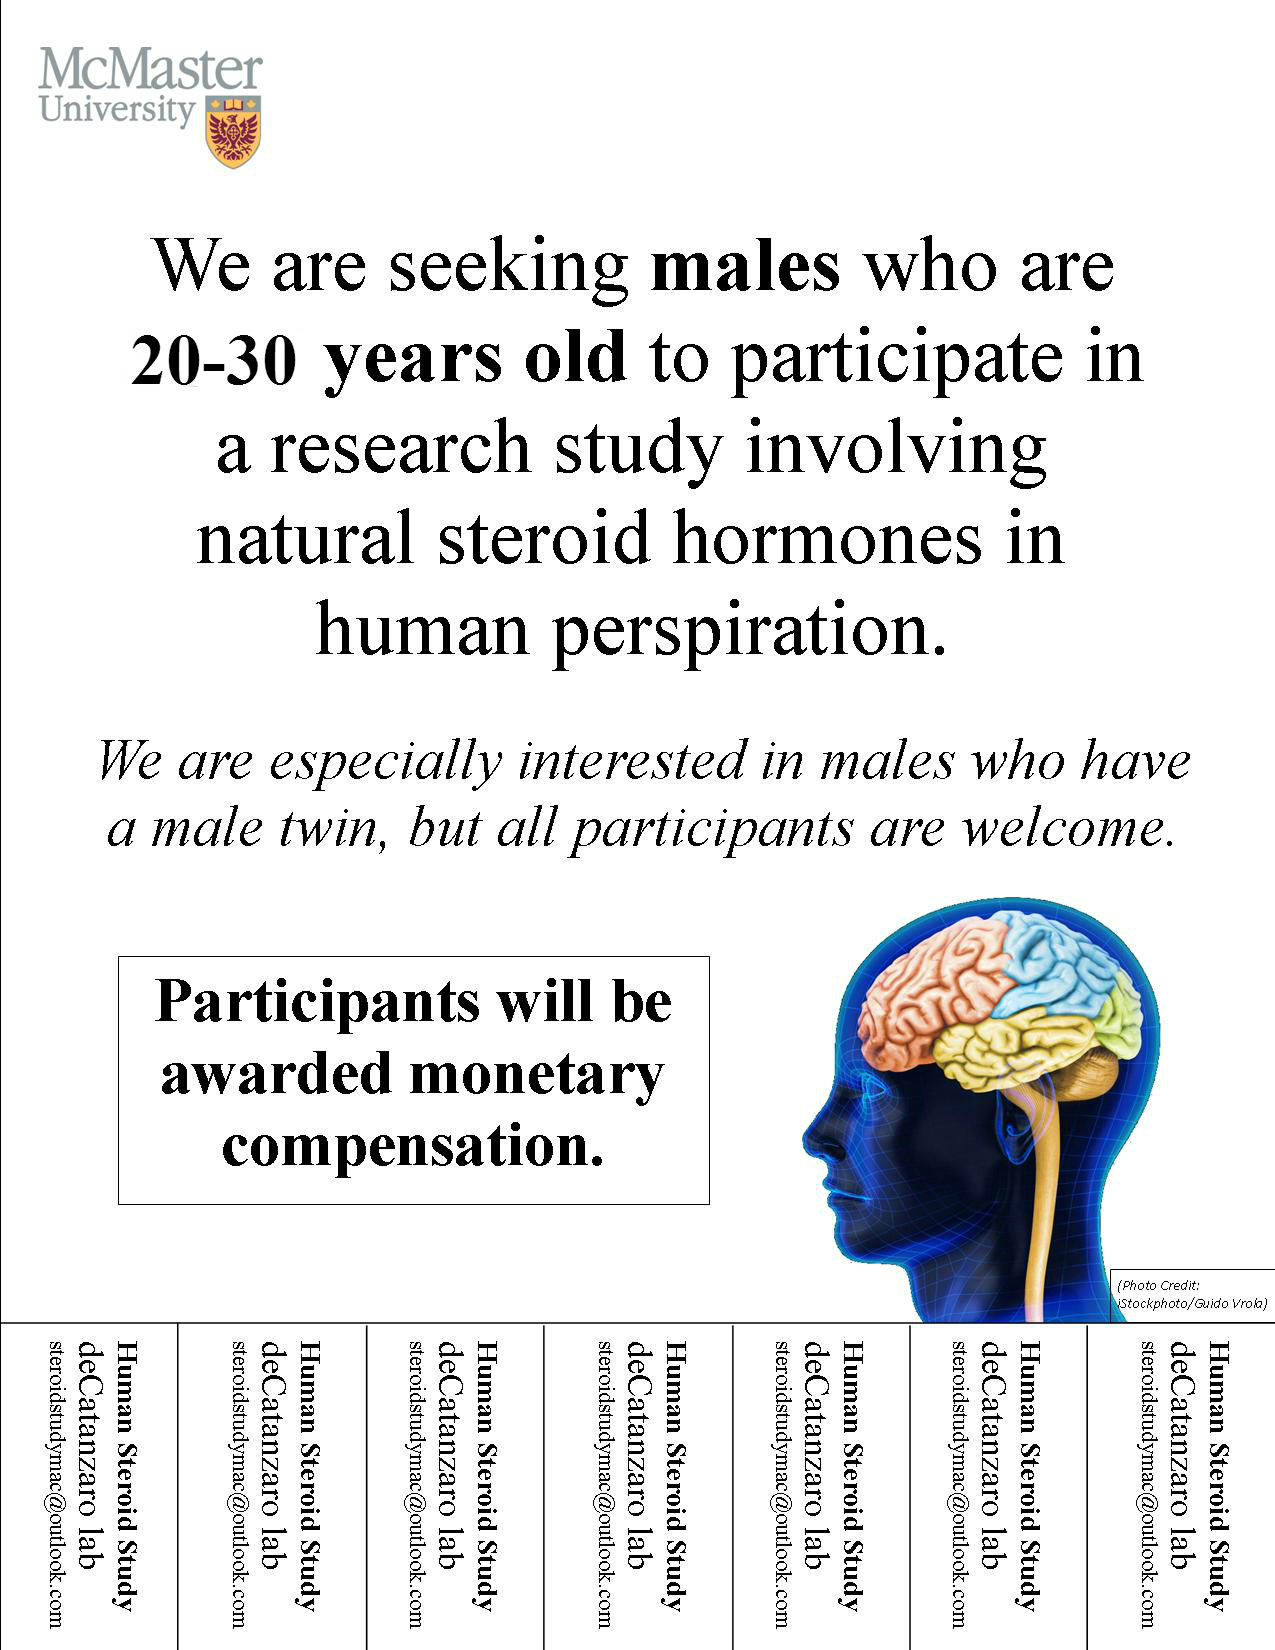 McMaster
University
We are seeking males who are
20-30 years old to participate in
a research study involving
natural steroid hormones in
human perspiration.
We are especially interested in males who have
a male twin, but all participants are welcome.
Participants will be
awarded monetary
compensation.
(Photo Credit:
iStockphoto/Guido Vrola)
Human Steroid Study
deCatanzaro lab
steroidstudymac@outlook.com
Human Steroid Study
deCatanzaro lab
steroidstudymac@outlook.com
Human Steroid Study
deCatanzaro lab
steroidstudymac@outlook.com
Human Steroid Study
deCatanzaro lab
steroidstudymac@outlook.com
Human Steroid Study
deCatanzaro lab
steroidstudymac@outlook.com
Human Steroid Study
deCatanzaro lab
steroidstudymac@outlook.com
Human Steroid Study
deCatanzaro lab
steroidstudymac@outlook.com